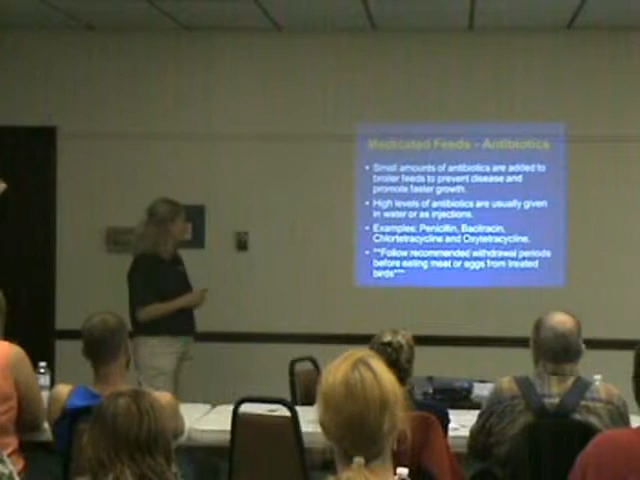 Medicated Feeds - Antibiotics
• Small amounts of antibiotics are added to
broiler feeds to prevent disease and
promote faster growth.
• High levels of antibiotics are usually given
in water or as injections.
• Examples: Penicillin, Bacitracin,
Chlortetracycline and Oxytetracycline.
• **Follow recommended withdrawal periods
before eating meat or eggs from treated
birds**